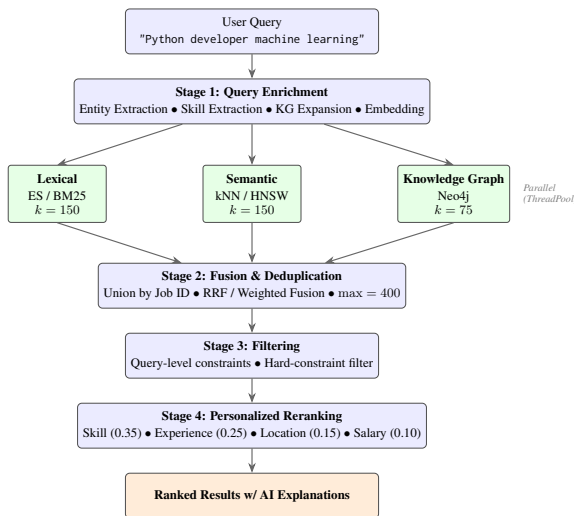 User Query
"Python developer machine learning"
Stage 1: Query Enrichment
Entity Extraction • Skill Extraction • KG Expansion • Embedding
Lexical
ES / BM25
k = 150
Semantic
kNN / HNSW
k = 150
Knowledge Graph
Neo4j
k = 75
Parallel
(ThreadPool
Stage 2: Fusion & Deduplication
Union by Job ID • RRF / Weighted Fusion • max = 400
Stage 3: Filtering
Query-level constraints • Hard-constraint filter
Stage 4: Personalized Reranking
Skill (0.35) • Experience (0.25) • Location (0.15) • Salary (0.10)
Ranked Results w/ AI Explanations